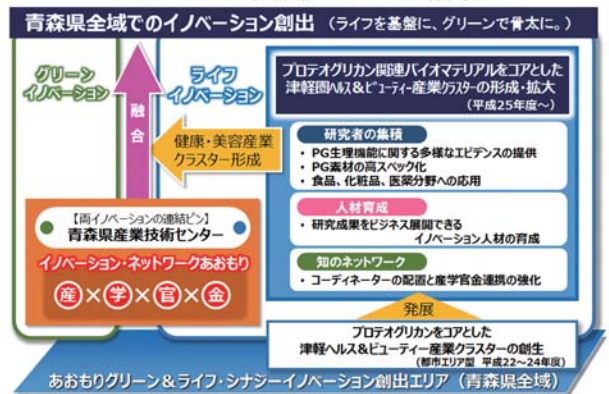 青森県全域でのイノベーション創出 (ライフを基盤に、グリーンで骨太に。)
グリーン
イノベーション
融合
ライフ
イノベーション
健康・美容産業
クラスター形成
プロテオグリカン関連バイオマテリアルをコアとした
津軽圏ヘルス&ビューティー産業クラスターの形成・拡大
(平成25年度~)
研究者の集積
・ PG生理機能に関する多様なエビデンスの提供
・ PG素材の高スペック化
・ 食品、化粧品、医薬分野への応用
人材育成
・ 研究成果をビジネス展開できる
イノベーション人材の育成
知のネットワーク
・ コーディネーターの配置と産学官金連携の強化
【両イノベーションの連結ピン】
青森県産業技術センター
イノベーション・ネットワークあおもり
産×学×官×金
発展
プロテオグリカンをコアとした
津軽ヘルス&ビューティー産業クラスターの創生
(都市エリア型 平成22~24年度)
あおもりグリーン&ライフ・シナジーイノベーション創出エリア (青森県全域)